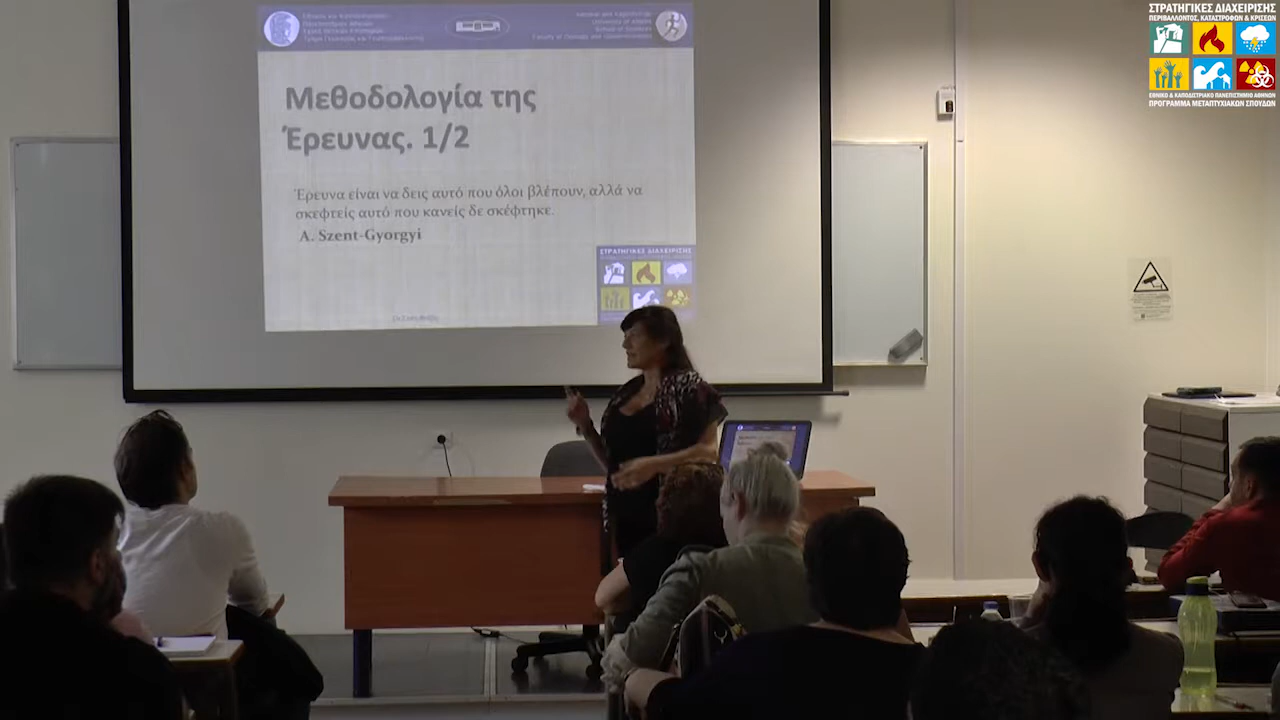 ΣΤΡΑΤΗΓΙΚΕΣ ΔΙΑΧΕΙΡΙΣΗΣ
ΠΕΡΙΒΑΛΛΟΝΤΟΣ, ΚΑΤΑΣΤΡΟΦΩΝ & ΚΡΙΣΕΩΝ
ΕΘΝΙΚΟ & ΚΑΠΟΔΙΣΤΡΙΑΚΟ ΠΑΝΕΠΙΣΤΗΜΙΟ ΑΘΗΝΩΝ
ΠΡΟΓΡΑΜΜΑ ΜΕΤΑΠΤΥΧΙΑΚΩΝ ΣΠΟΥΔΩΝ
Μεθοδολογία της
Έρευνας. 1/2
Έρευνα είναι να δεις αυτό που όλοι βλέπουν, αλλά να
σκεφτείς αυτό που κανείς δε σκέφτηκε.
A. Szent-Gyorgyi
ΣΤΡΑΤΗΓΙΚΕΣ ΔΙΑΧΕΙΡΙΣΗΣ